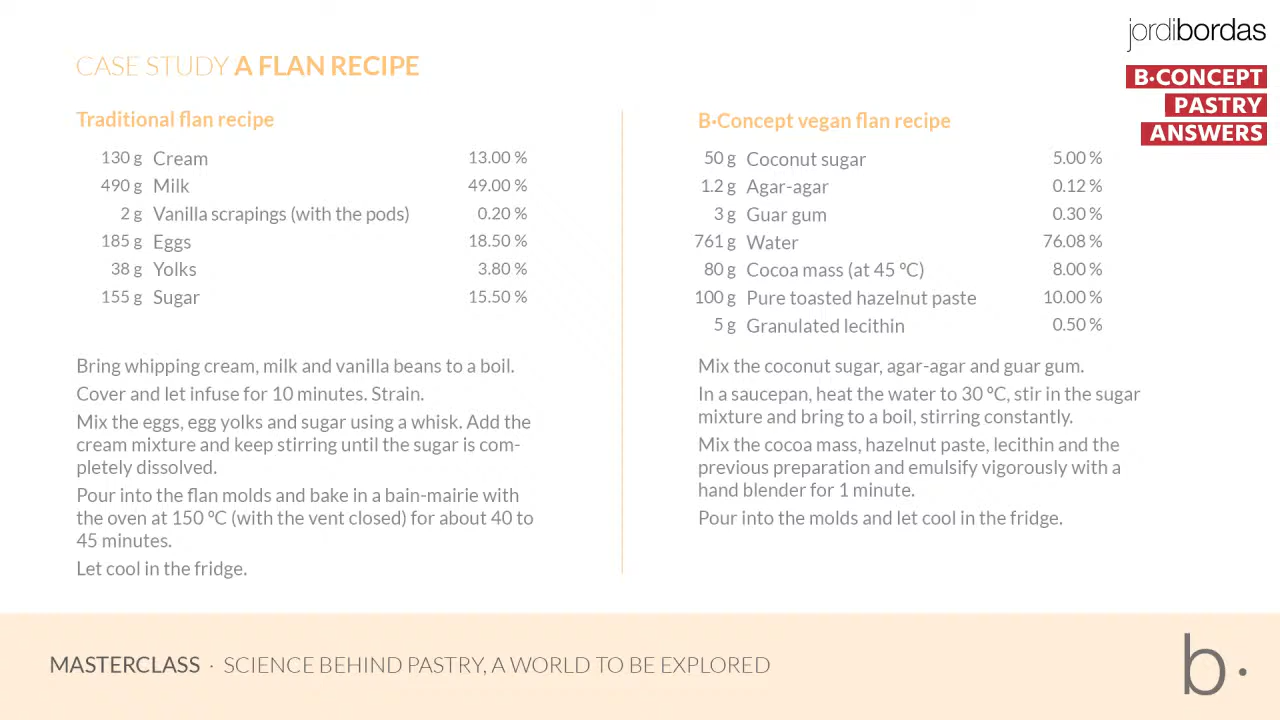 jordibordas
B·CONCEPT
PASTRY
ANSWERS
CASE STUDY A FLAN RECIPE
Traditional flan recipe
130 g Cream 13.00 %
490 g Milk 49.00 %
2 g Vanilla scrapings (with the pods) 0.20 %
185 g Eggs 18.50 %
38 g Yolks 3.80 %
155 g Sugar 15.50 %
Bring whipping cream, milk and vanilla beans to a boil.
Cover and let infuse for 10 minutes. Strain.
Mix the eggs, egg yolks and sugar using a whisk. Add the
cream mixture and keep stirring until the sugar is com-
pletely dissolved.
Pour into the flan molds and bake in a bain-mairie with
the oven at 150 ºC (with the vent closed) for about 40 to
45 minutes.
Let cool in the fridge.
B·Concept vegan flan recipe
50 g Coconut sugar 5.00 %
1.2 g Agar-agar 0.12 %
3 g Guar gum 0.30 %
761 g Water 76.08 %
80 g Cocoa mass (at 45 ºC) 8.00 %
100 g Pure toasted hazelnut paste 10.00 %
5 g Granulated lecithin 0.50 %
Mix the coconut sugar, agar-agar and guar gum.
In a saucepan, heat the water to 30 ºC, stir in the sugar
mixture and bring to a boil, stirring constantly.
Mix the cocoa mass, hazelnut paste, lecithin and the
previous preparation and emulsify vigorously with a
hand blender for 1 minute.
Pour into the molds and let cool in the fridge.
MASTERCLASS · SCIENCE BEHIND PASTRY, A WORLD TO BE EXPLORED
b·